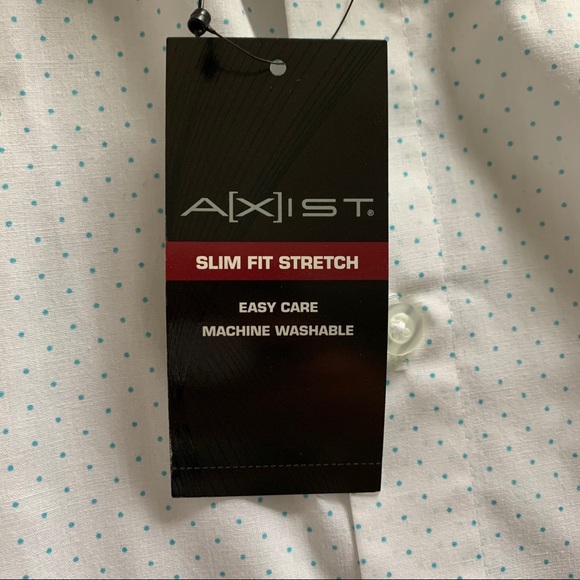 A[X]IST®
SLIM FIT STRETCH
EASY CARE
MACHINE WASHABLE